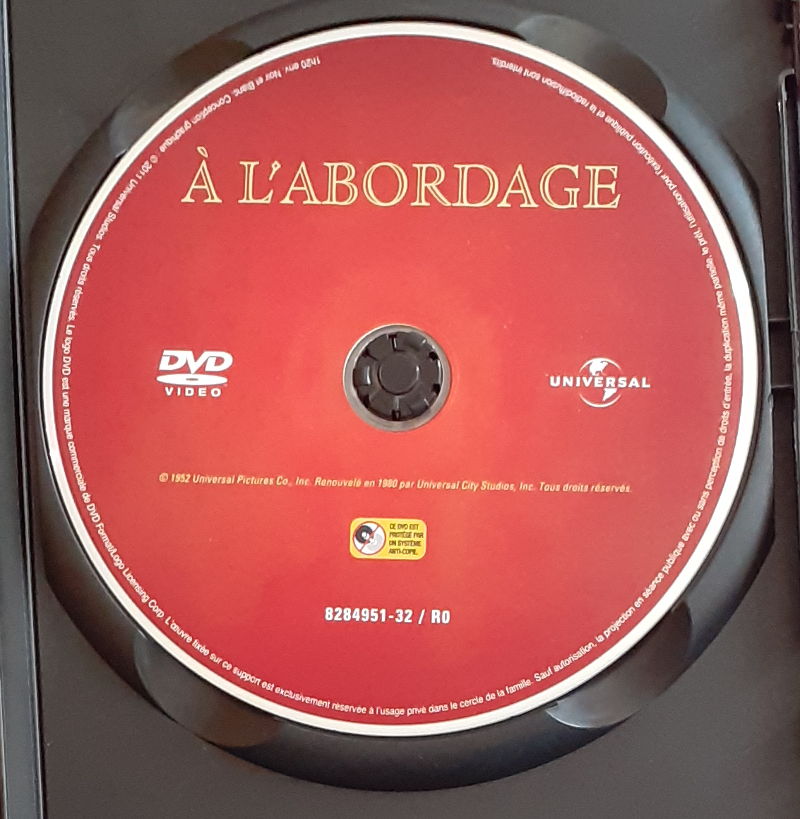 À L'ABORDAGE
DVD
VIDEO
UNIVERSAL
© 1952 Universal Pictures Co., Inc. Renouvelé en 1980 par Universal City Studios, Inc. Tous droits réservés.
CE DVD EST
PROTÉGÉ PAR
UN SYSTÈME
ANTI-COPIE.
8284951-32 / R0
1h20 env. Noir et Blanc. Conception graphique © 2011 Universal Studios. Tous droits réservés. Le logo DVD est une marque commerciale de DVD Format/Logo Licensing Corp. L'œuvre fixée sur ce support est exclusivement réservée à l'usage privé dans le cercle de la famille. Sauf autorisation, la projection en séance publique avec ou sans perception de droits d'entrée, la duplication même partielle, le prêt, l'utilisation pour l'exécution publique et la radiodiffusion sont interdits.